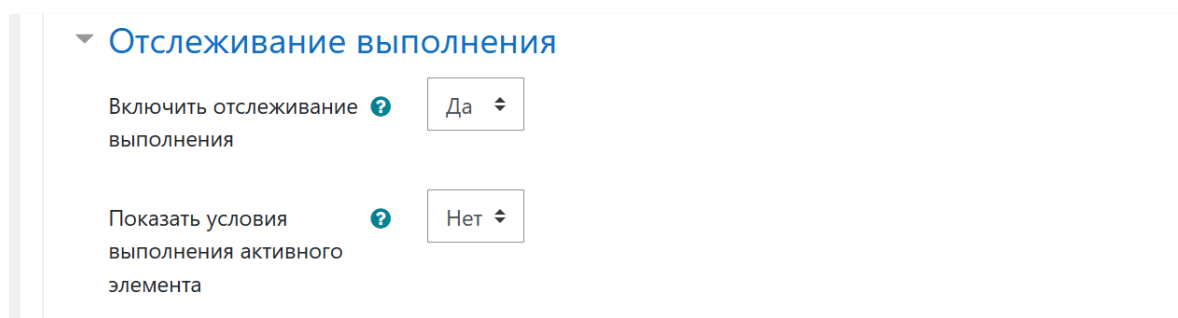 Отслеживание выполнения
Включить отслеживание
выполнения
Да
Показать условия
выполнения активного
элемента
Нет